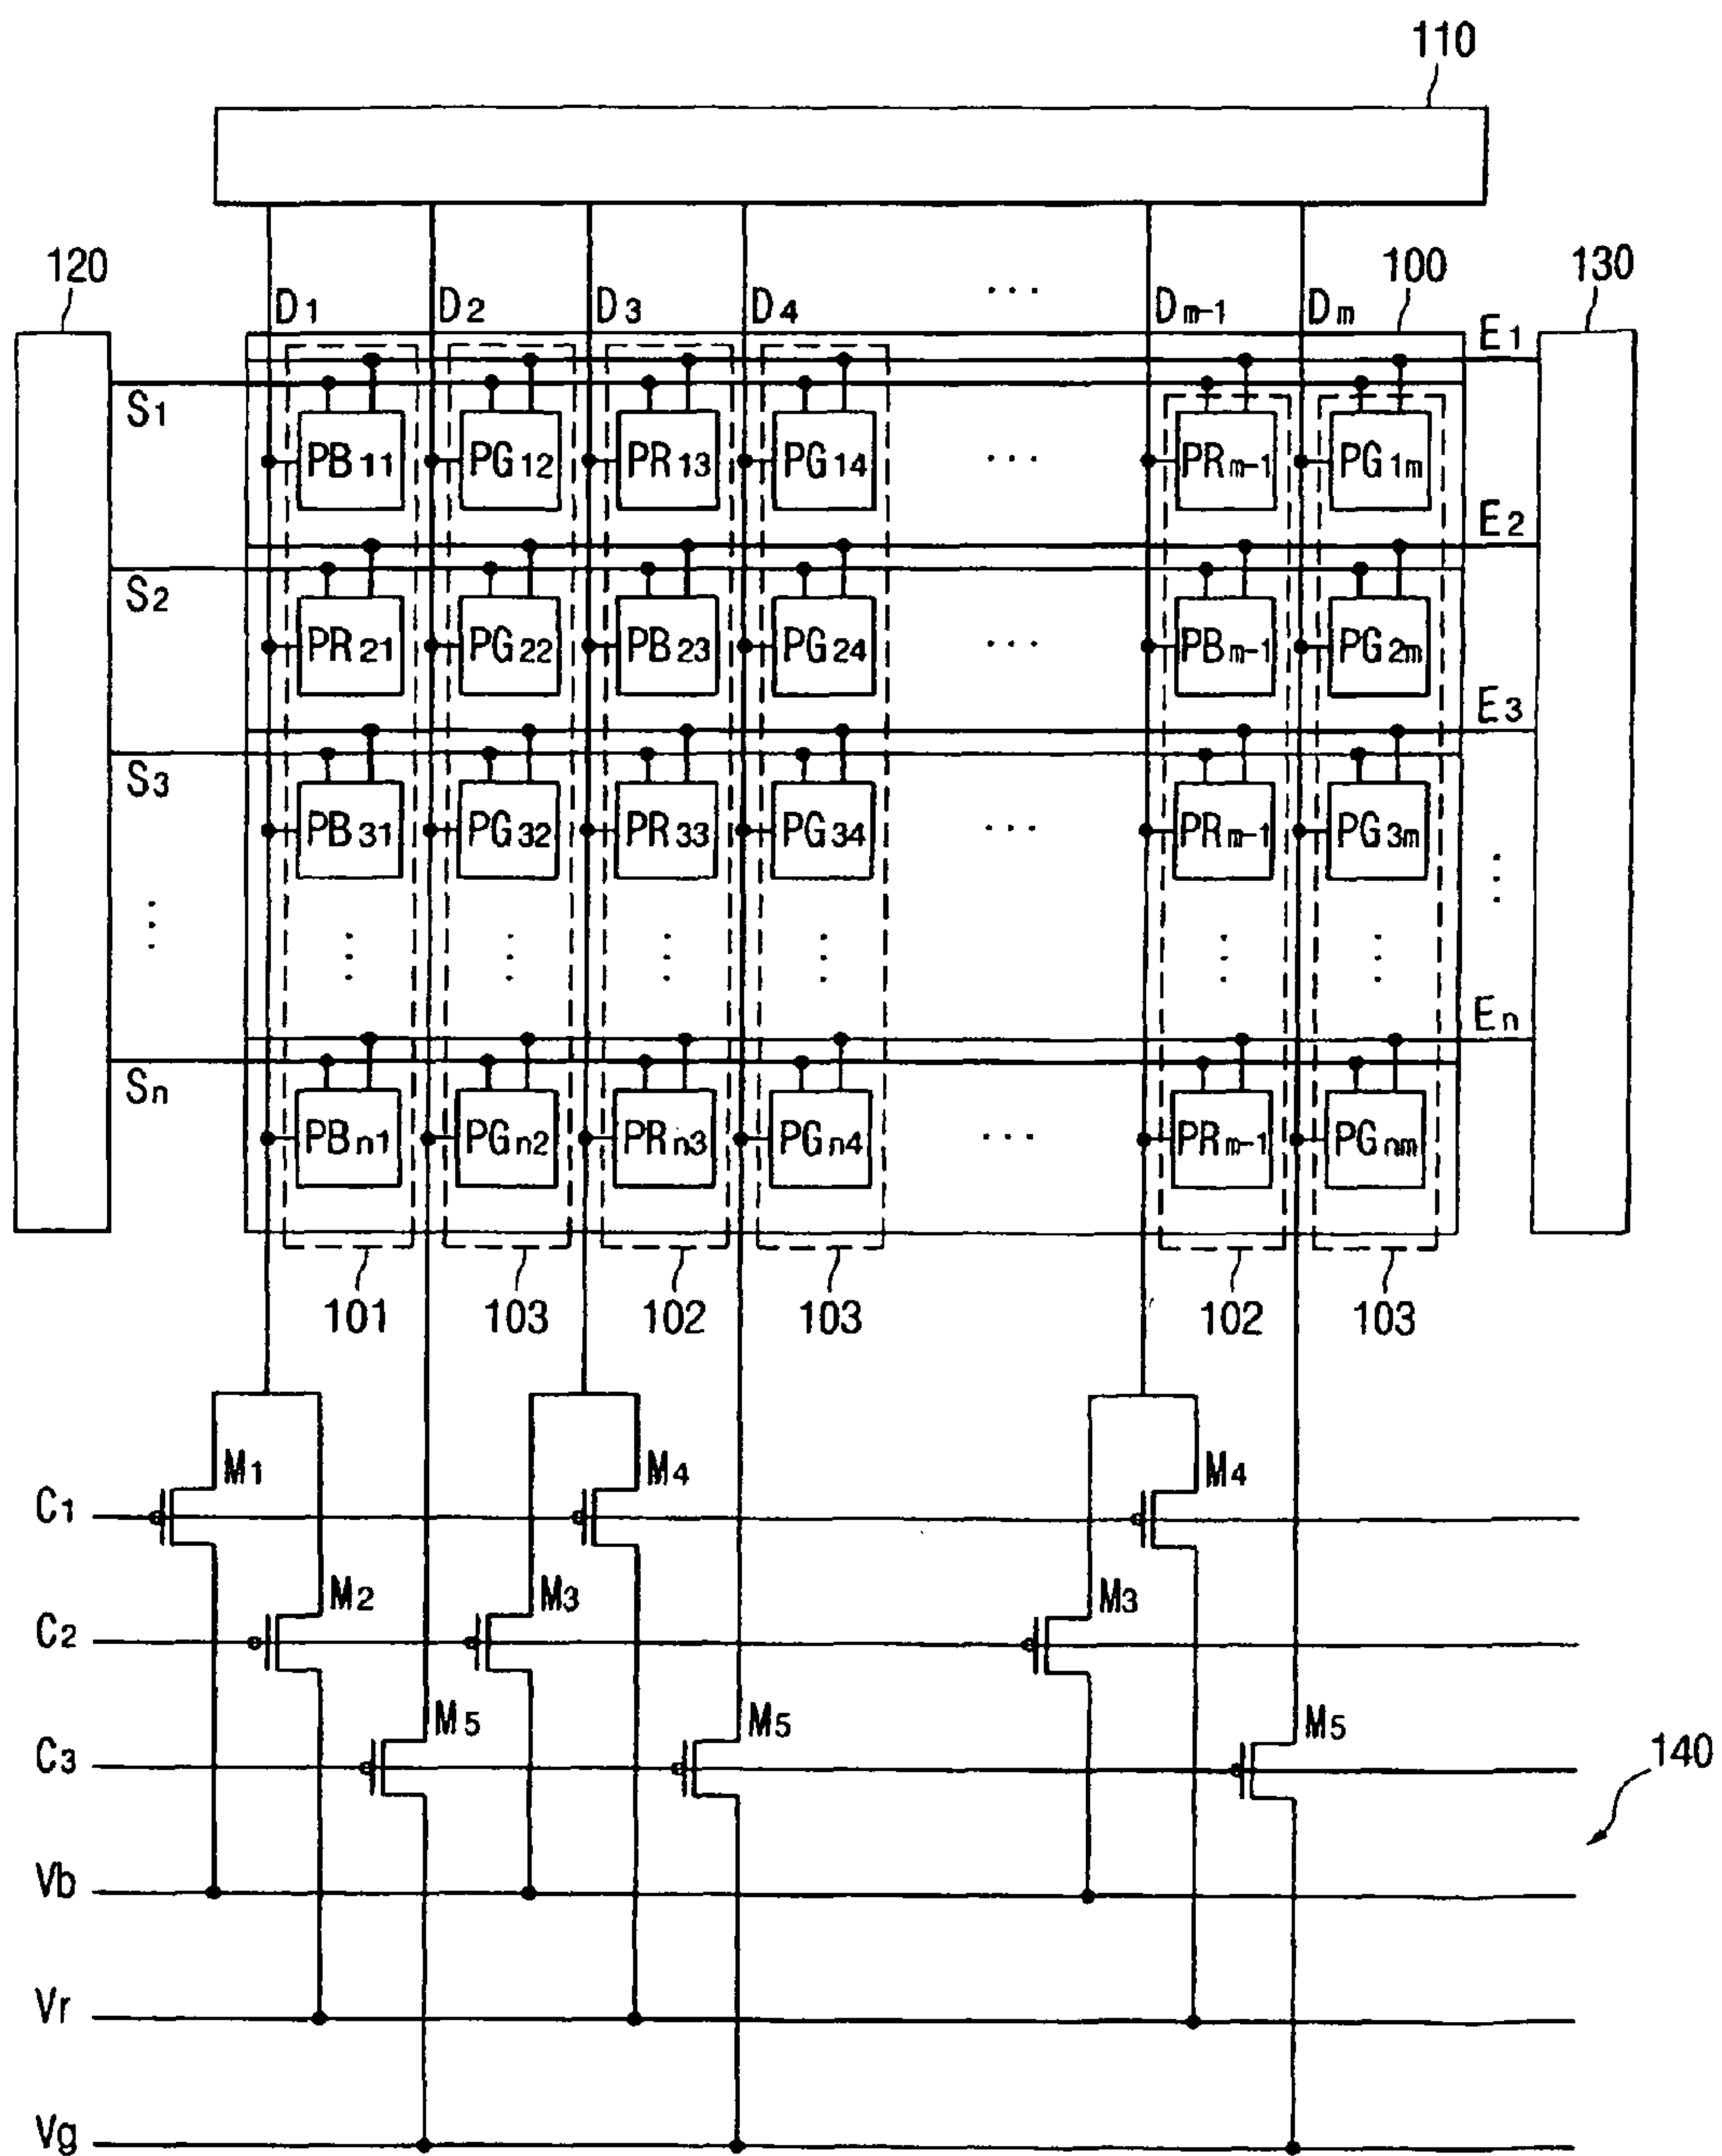 110
120 100 130
D1 D2 D3 D4 ... Dm-1 Dm
E1
S1
PB11 PG12 PR13 PG14 ... PRm-1 PG1m
E2
S2
PR21 PG22 PB23 PG24 ... PBm-1 PG2m
E3
S3
PB31 PG32 PR33 PG34 ... PRm-1 PG3m
En
Sn
PBn1 PGn2 PRn3 PGn4 ... PRm-1 PGnm
101 103 102 103 102 103
M1 M4 M4
C1
M2 M3 M3
C2
M5 M5 M5
C3
140
Vb
Vr
Vg